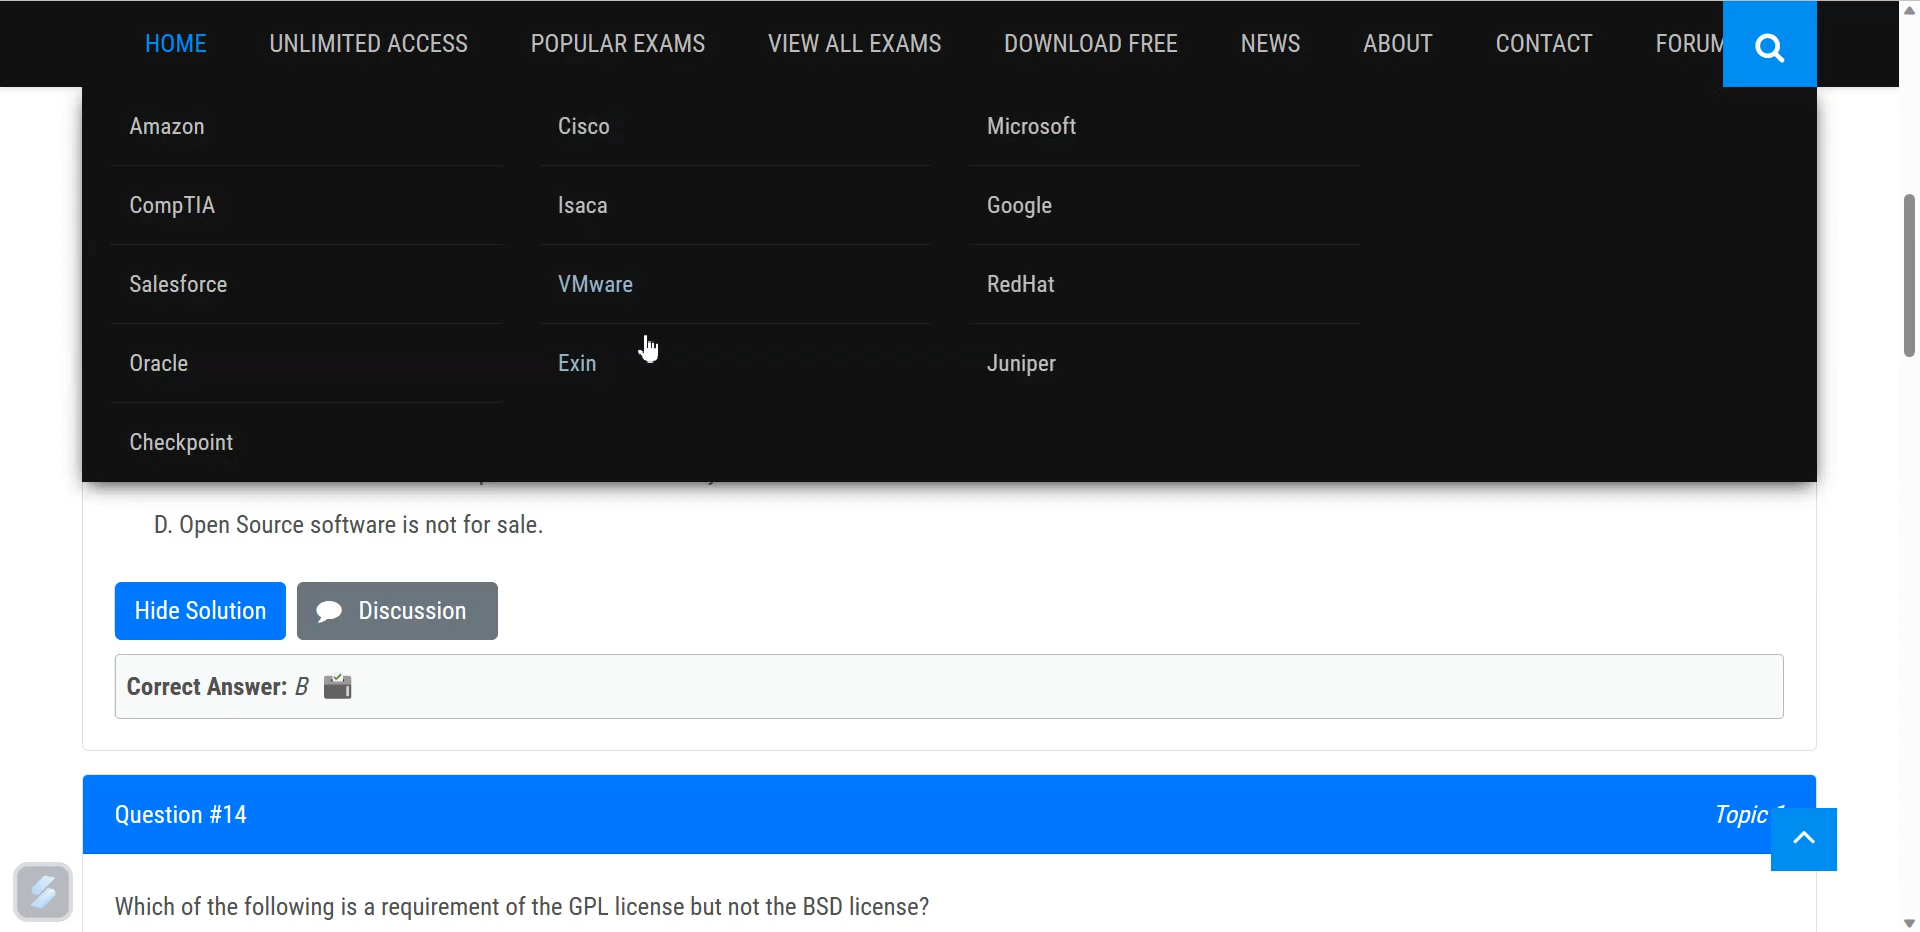 HOME UNLIMITED ACCESS POPULAR EXAMS VIEW ALL EXAMS DOWNLOAD FREE NEWS ABOUT CONTACT FORUM
Amazon Cisco Microsoft
CompTIA Isaca Google
Salesforce VMware RedHat
Oracle Exin Juniper
Checkpoint
D. Open Source software is not for sale.
Hide Solution Discussion
Correct Answer: B
Question #14 Topic
Which of the following is a requirement of the GPL license but not the BSD license?